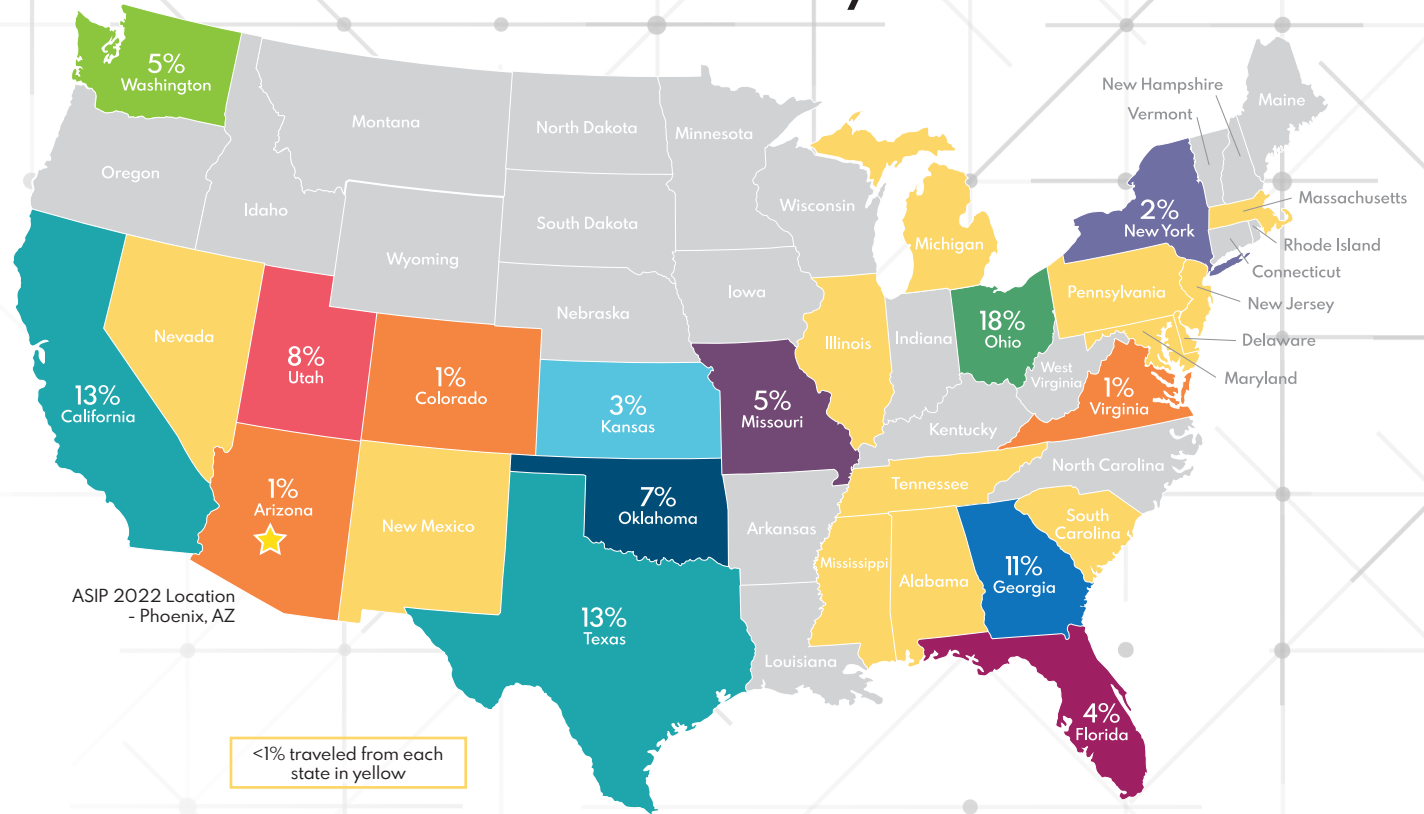 5%
Washington
Montana
North Dakota
Minnesota
New Hampshire
Vermont
Maine
Oregon
Idaho
Wyoming
South Dakota
Wisconsin
Michigan
2%
New York
Massachusetts
Rhode Island
Connecticut
New Jersey
Delaware
Maryland
Nevada
8%
Utah
1%
Colorado
Nebraska
Iowa
Illinois
Indiana
18%
Ohio
Pennsylvania
West
Virginia
1%
Virginia
13%
California
3%
Kansas
5%
Missouri
Kentucky
North Carolina
Tennessee
1%
Arizona
New Mexico
7%
Oklahoma
Arkansas
Mississippi
Alabama
11%
Georgia
South
Carolina
ASIP 2022 Location
- Phoenix, AZ
13%
Texas
Louisiana
4%
Florida
<1% traveled from each
state in yellow